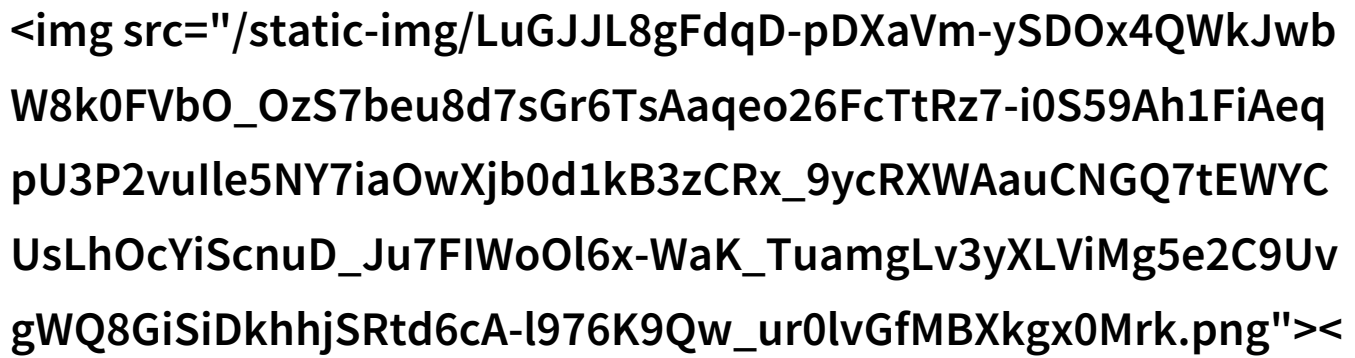 <img src="/static-img/LuGJJL8gFdqD-pDXaVm-ySDOx4QWkJwb
W8k0FVbO_OzS7beu8d7sGr6TsAaqeo26FcTtRz7-i0S59Ah1FiAeq
pU3P2vuIle5NY7iaOwXjb0d1kB3zCRx_9ycRXWAauCNGQ7tEWYC
UsLhOcYiScnuD_Ju7FIWoOl6x-WaK_TuamgLv3yXLViMg5e2C9Uv
gWQ8GiSiDkhhjSRtd6cA-l976K9Qw_ur0lvGfMBXkgx0Mrk.png"><